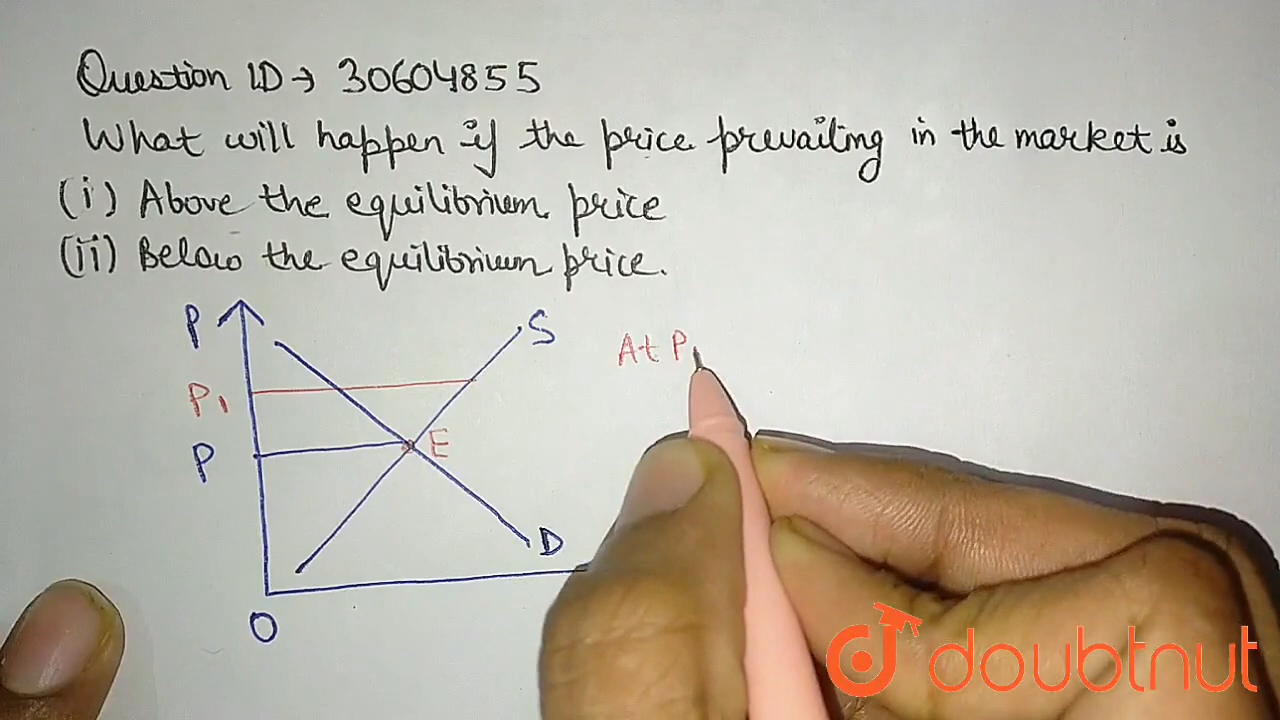 Question ID → 30604855
What will happen if the price prevailing in the market is
(i) Above the equilibrium price
(ii) Below the equilibrium price.
P
S
At P
P1
P
E
D
O
doubtnut